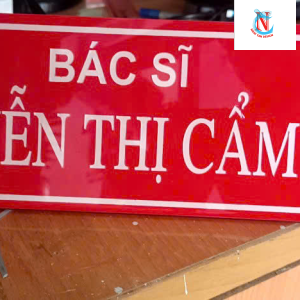 BÁC SĨ
ỄN THỊ CẨM